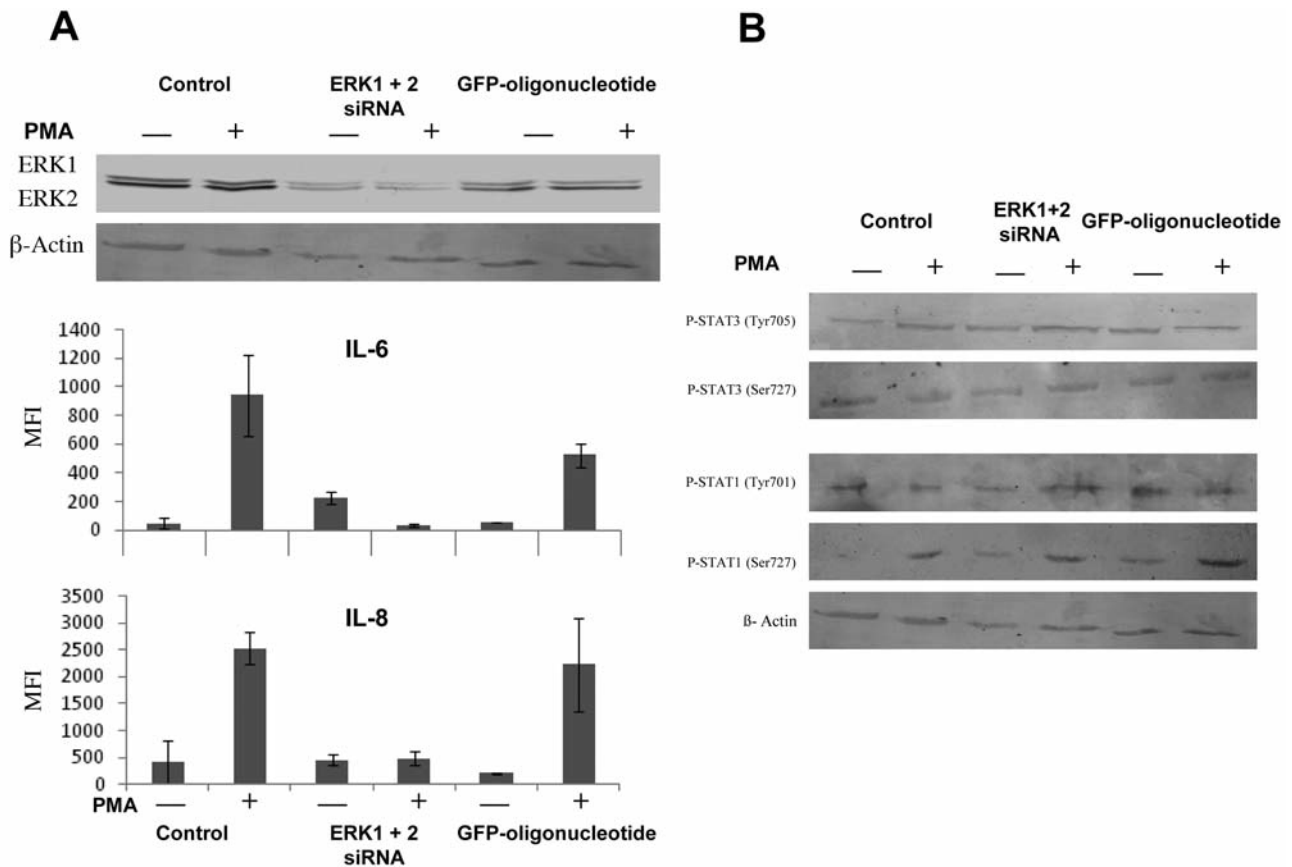 A
Control ERK1 + 2 GFP-oligonucleotide
siRNA
PMA — + — + — +
ERK1
ERK2
β-Actin
IL-6
MFI
1400
1200
1000
800
600
400
200
0
IL-8
MFI
3500
3000
2500
2000
1500
1000
500
0
PMA — + — + — +
Control ERK1 + 2 GFP-oligonucleotide
siRNA
B
Control ERK1+2 GFP-oligonucleotide
siRNA
PMA — + — + — +
P-STAT3 (Tyr705)
P-STAT3 (Ser727)
P-STAT1 (Tyr701)
P-STAT1 (Ser727)
ß- Actin